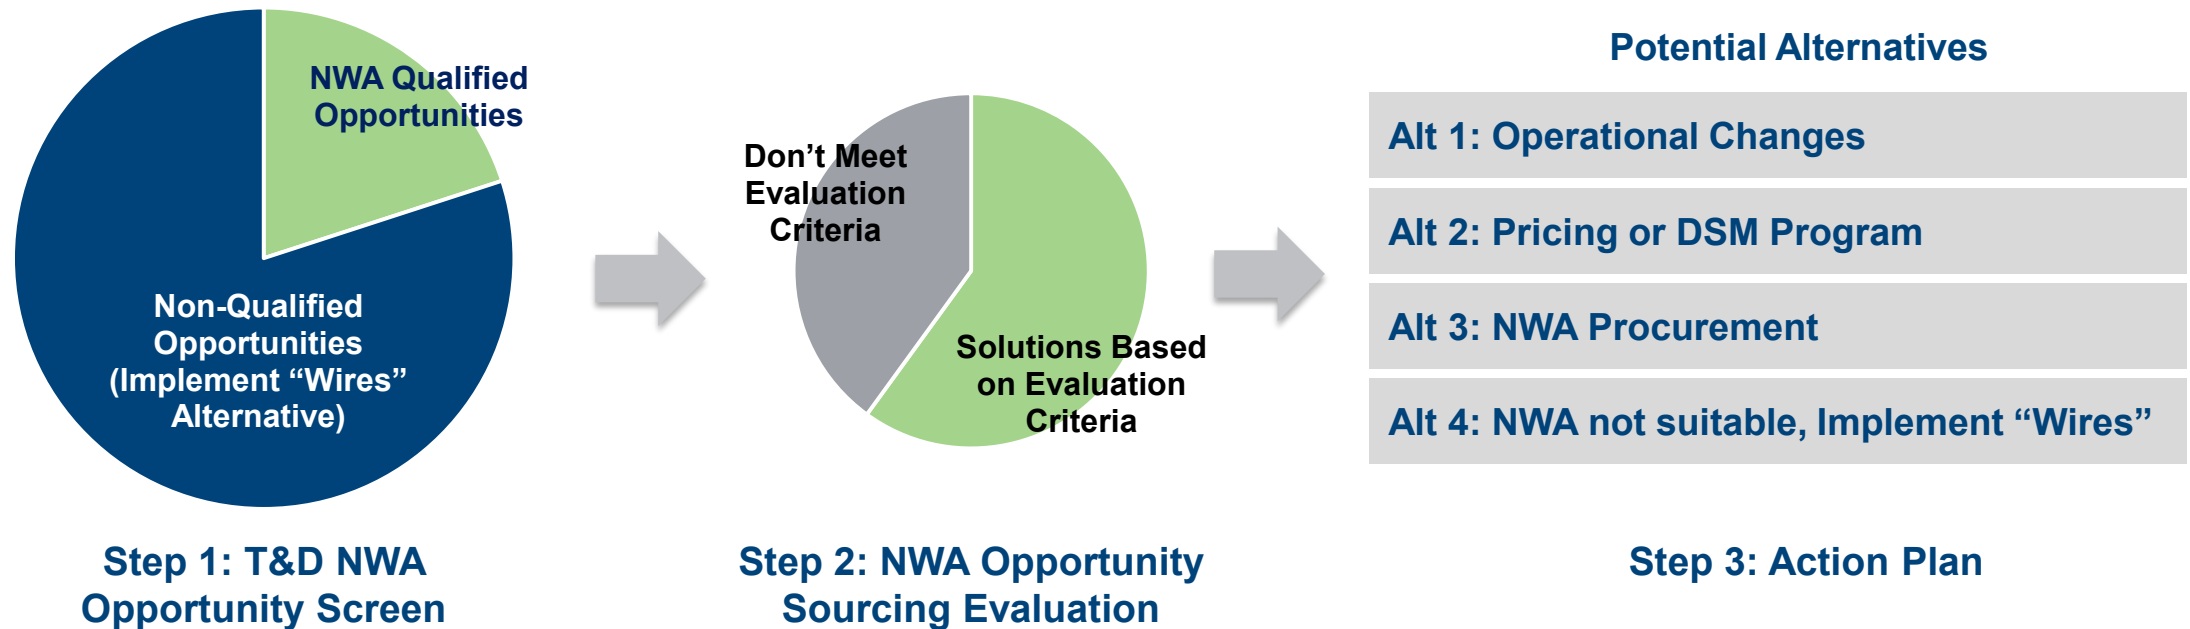 NWA Qualified
Opportunities
Non-Qualified
Opportunities
(Implement “Wires”
Alternative)
Step 1: T&D NWA
Opportunity Screen
Don’t Meet
Evaluation
Criteria
Solutions Based
on Evaluation
Criteria
Step 2: NWA Opportunity
Sourcing Evaluation
Potential Alternatives
Alt 1: Operational Changes
Alt 2: Pricing or DSM Program
Alt 3: NWA Procurement
Alt 4: NWA not suitable, Implement “Wires”
Step 3: Action Plan